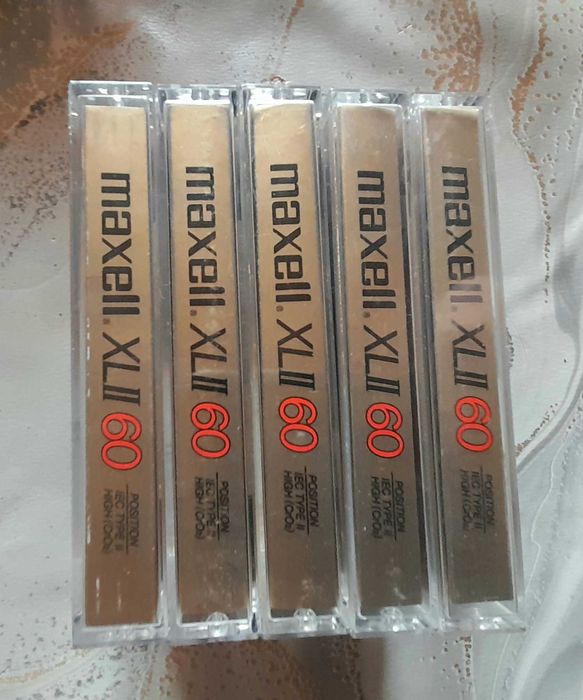 maxell. XLII 60
POSITION
IEC TYPE II
HIGH (CrO₂)
maxell. XLII 60
POSITION
IEC TYPE II
HIGH (CrO₂)
maxell. XLII 60
POSITION
IEC TYPE II
HIGH (CrO₂)
maxell. XLII 60
POSITION
IEC TYPE II
HIGH (CrO₂)
maxell. XLII 60
POSITION
IEC TYPE II
HIGH (CrO₂)